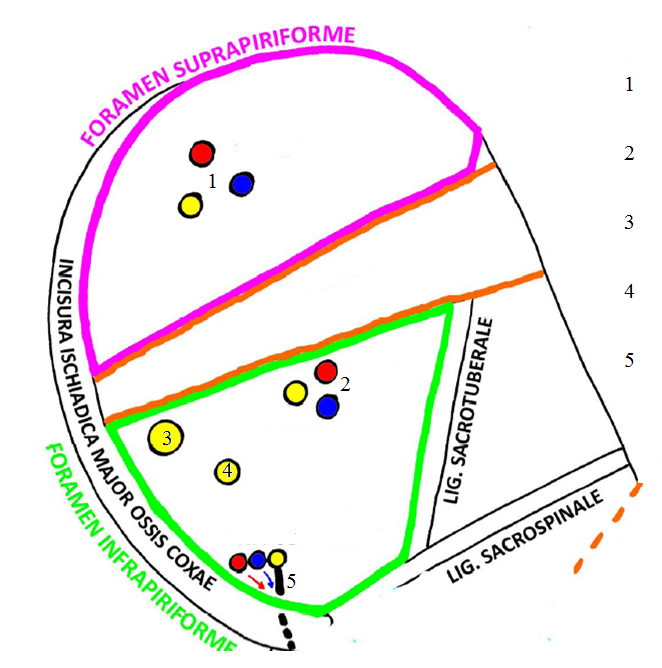 FORAMEN SUPRAPIRIFORME
1
2
3
4
5
1
INCISURA ISCHIADICA MAJOR OSSIS COXAE
FORAMEN INFRAPIRIFORME
2
3
4
5
LIG. SACROTUBERALE
LIG. SACROSPINALE